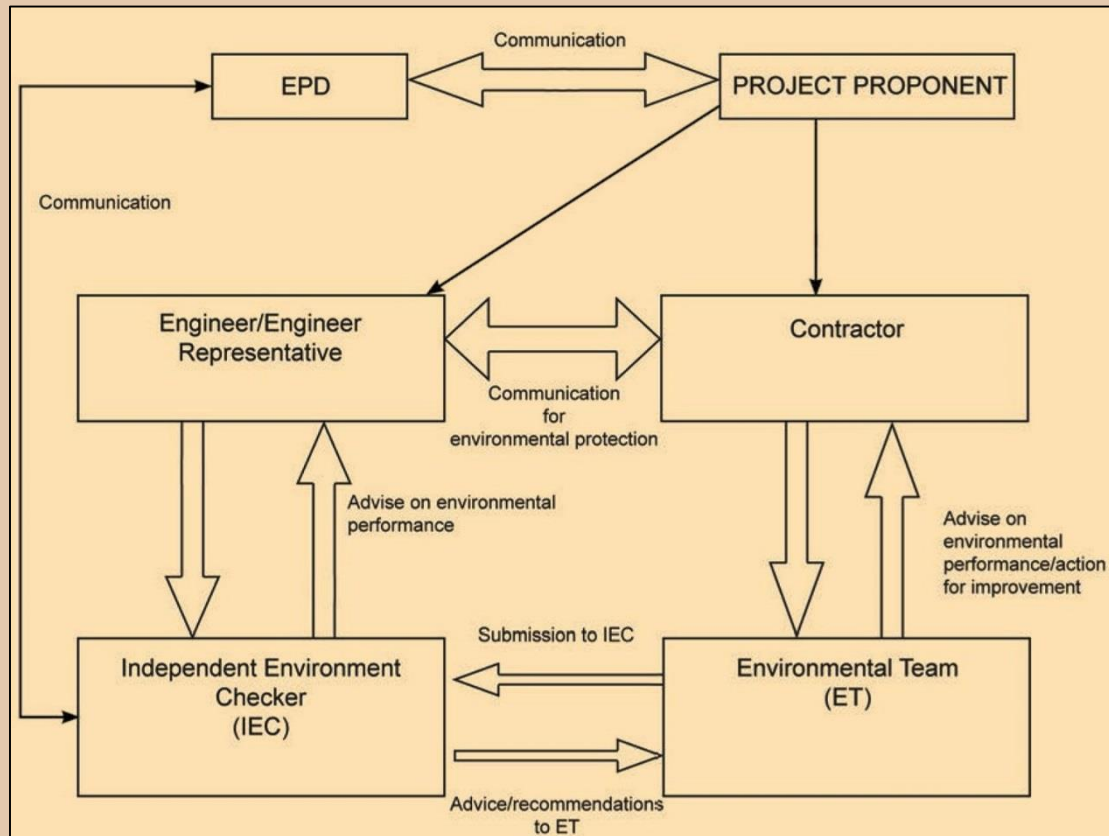 Communication
EPD
PROJECT PROPONENT
Communication
Engineer/Engineer
Representative
Contractor
Communication
for
environmental protection
Advise on environmental
performance
Advise on
environmental
performance/action
for improvement
Submission to IEC
Independent Environment
Checker
(IEC)
Environmental Team
(ET)
Advice/recommendations
to ET